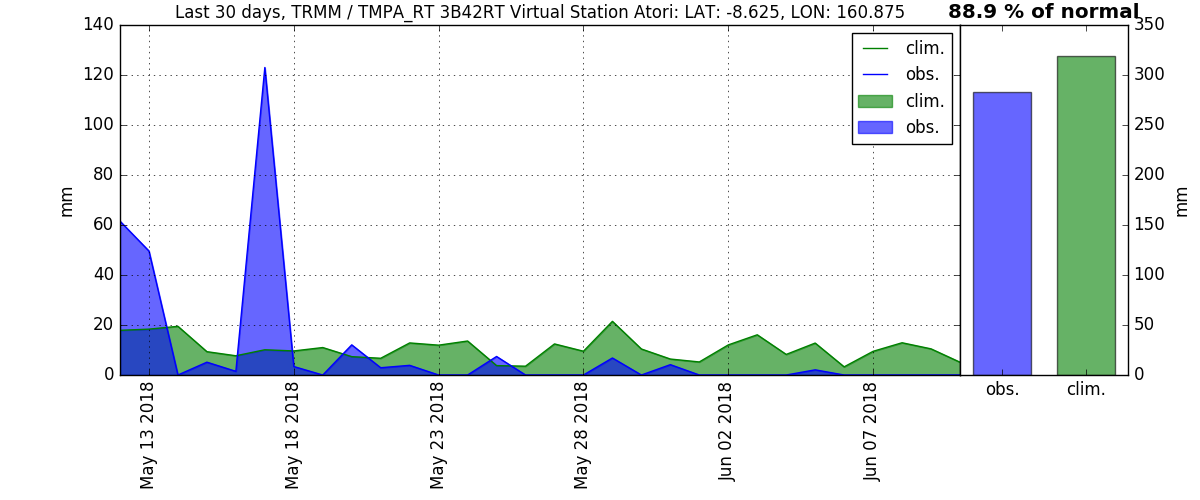 Last 30 days, TRMM / TMPA_RT 3B42RT Virtual Station Atori: LAT: -8.625, LON: 160.875
88.9 % of normal
mm
140
120
100
80
60
40
20
0
clim.
obs.
clim.
obs.
May 13 2018
May 18 2018
May 23 2018
May 28 2018
Jun 02 2018
Jun 07 2018
350
300
250
200
150
100
50
0
mm
obs.
clim.